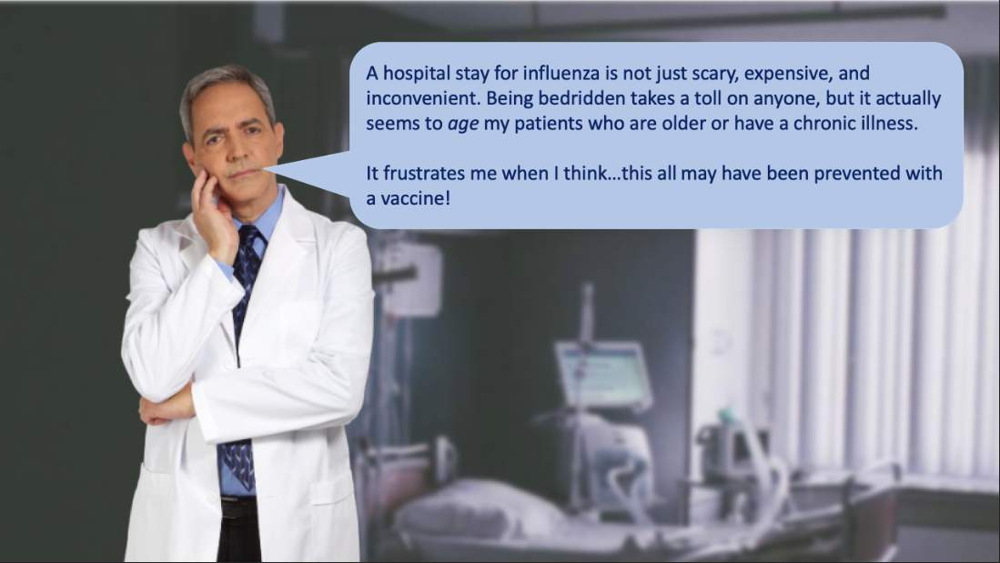 A hospital stay for influenza is not just scary, expensive, and
inconvenient. Being bedridden takes a toll on anyone, but it actually
seems to age my patients who are older or have a chronic illness.
It frustrates me when I think...this all may have been prevented with
a vaccine!